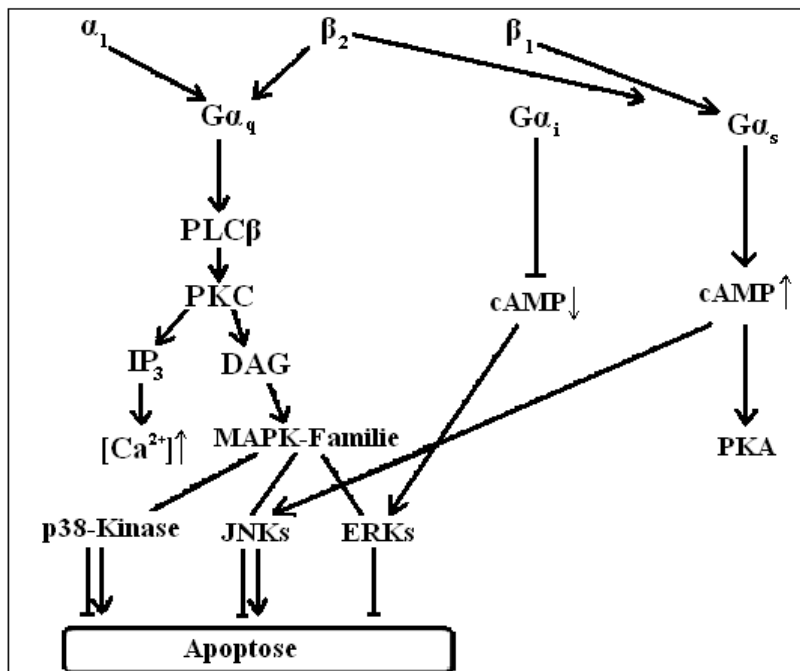 α₁ β₂ β₁
Gαq Gαᵢ Gαₛ
PLCβ
PKC cAMP↓ cAMP↑
IP₃ DAG
[Ca²⁺]↑ MAPK-Familie PKA
p38-Kinase JNKs ERKs
Apoptose